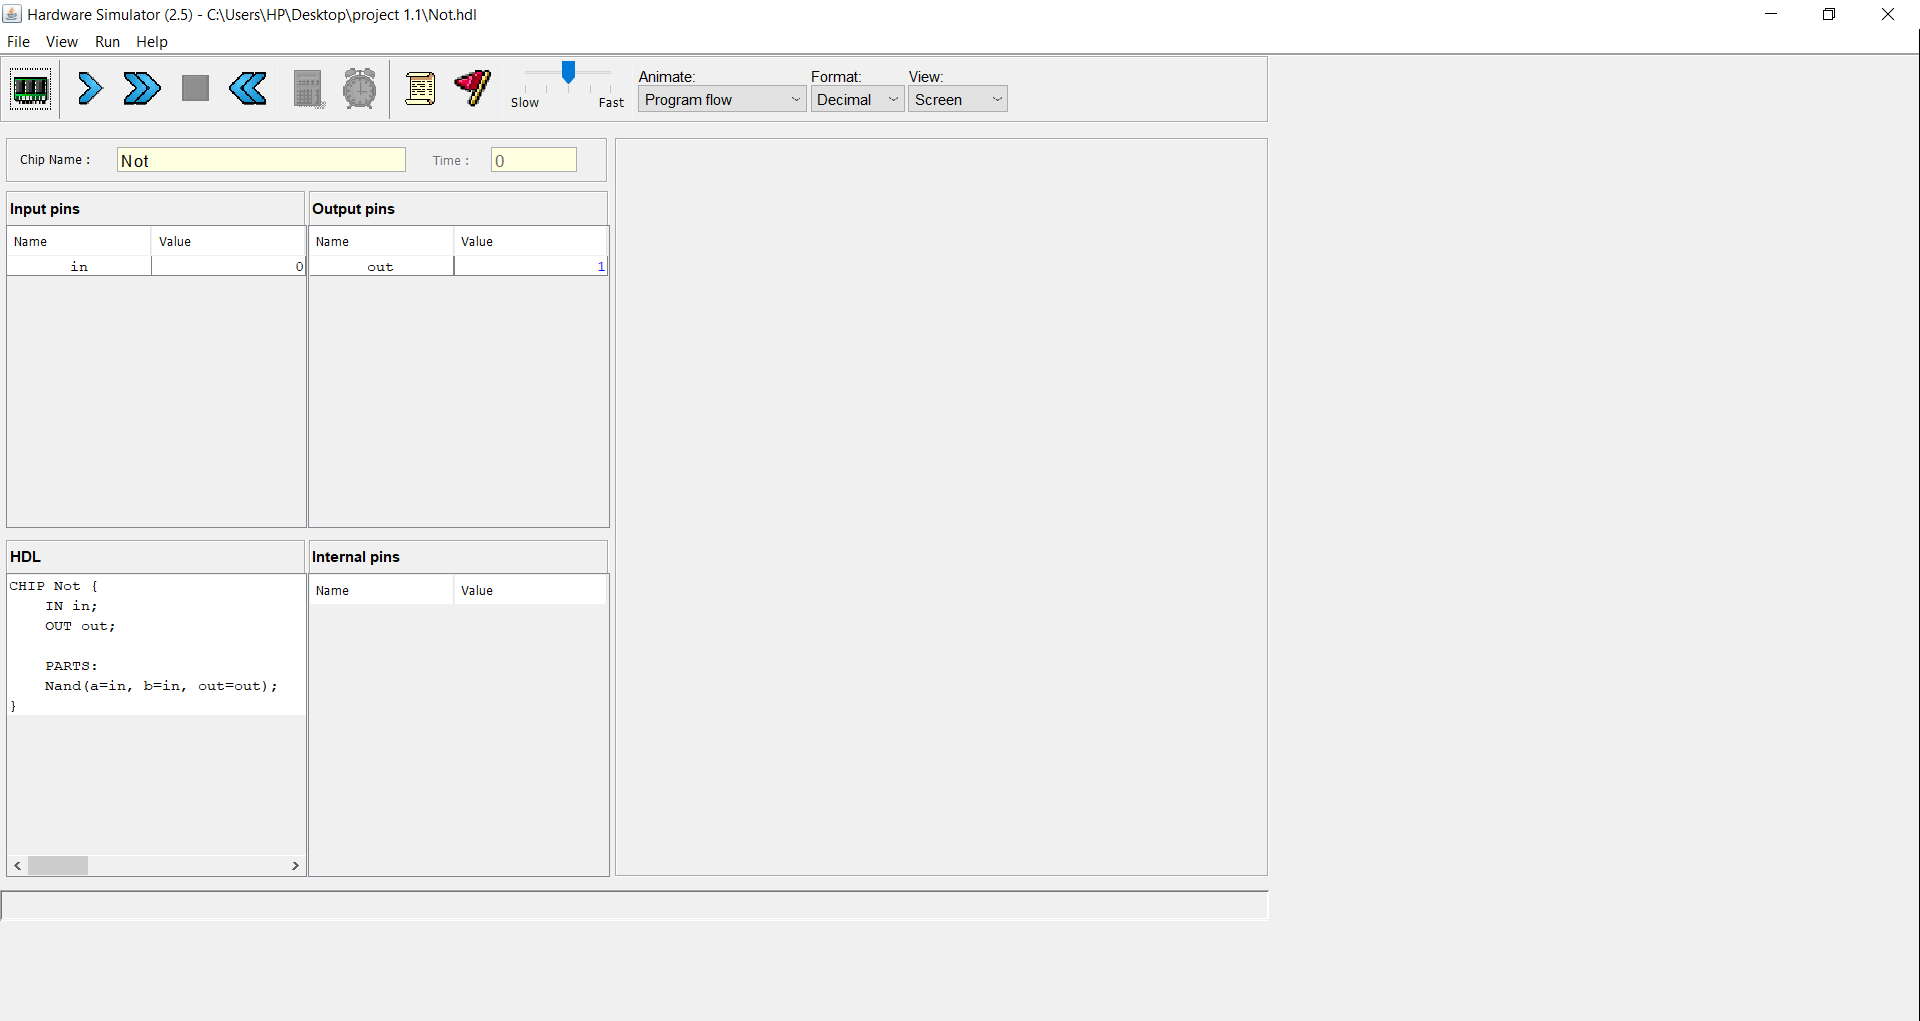 Hardware Simulator (2.5) - C:\Users\HP\Desktop\project 1.1\Not.hdl
File View Run Help
Slow Fast
Animate: Format: View:
Program flow Decimal Screen
Chip Name : Not Time : 0
Input pins
Name Value
in 0
Output pins
Name Value
out 1
HDL
CHIP Not {
    IN in;
    OUT out;

    PARTS:
    Nand(a=in, b=in, out=out);
}
Internal pins
Name Value